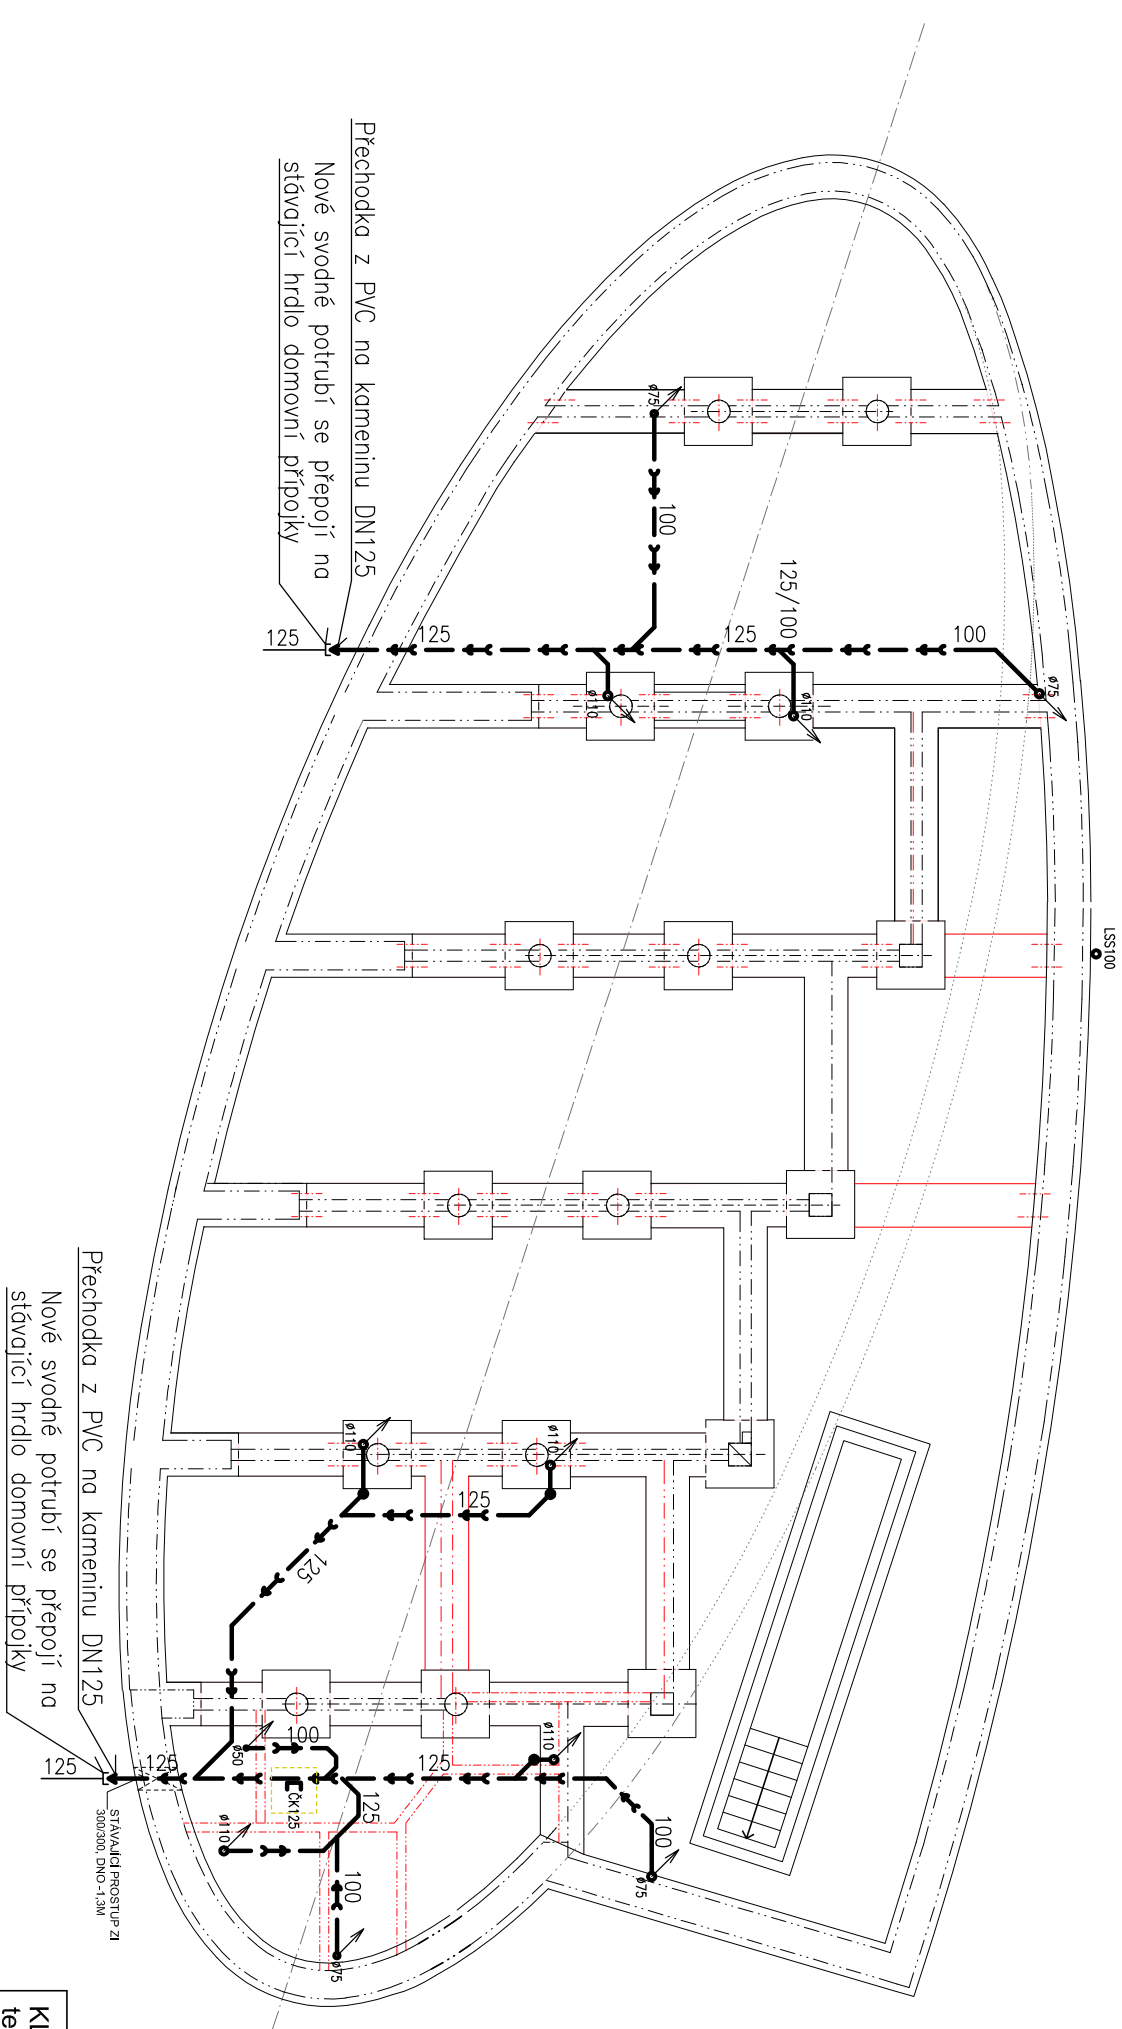 Přechodka z PVC na kameninu DN125
Nové svodné potrubí se přepojí na
stávající hrdlo domovní přípojky
125
125
125
125/100
100
100
ø75
ø75
ø110
ø110
LSS100
ø110
ø110
125
125
Přechodka z PVC na kameninu DN125
Nové svodné potrubí se přepojí na
stávající hrdlo domovní přípojky
125
125
ø50
100
125
ø110
ČK125
125
100
ø75
ø110
100
ø75
STÁVAJÍCÍ PROSTUP ZI
300/300, DNO -1,3M